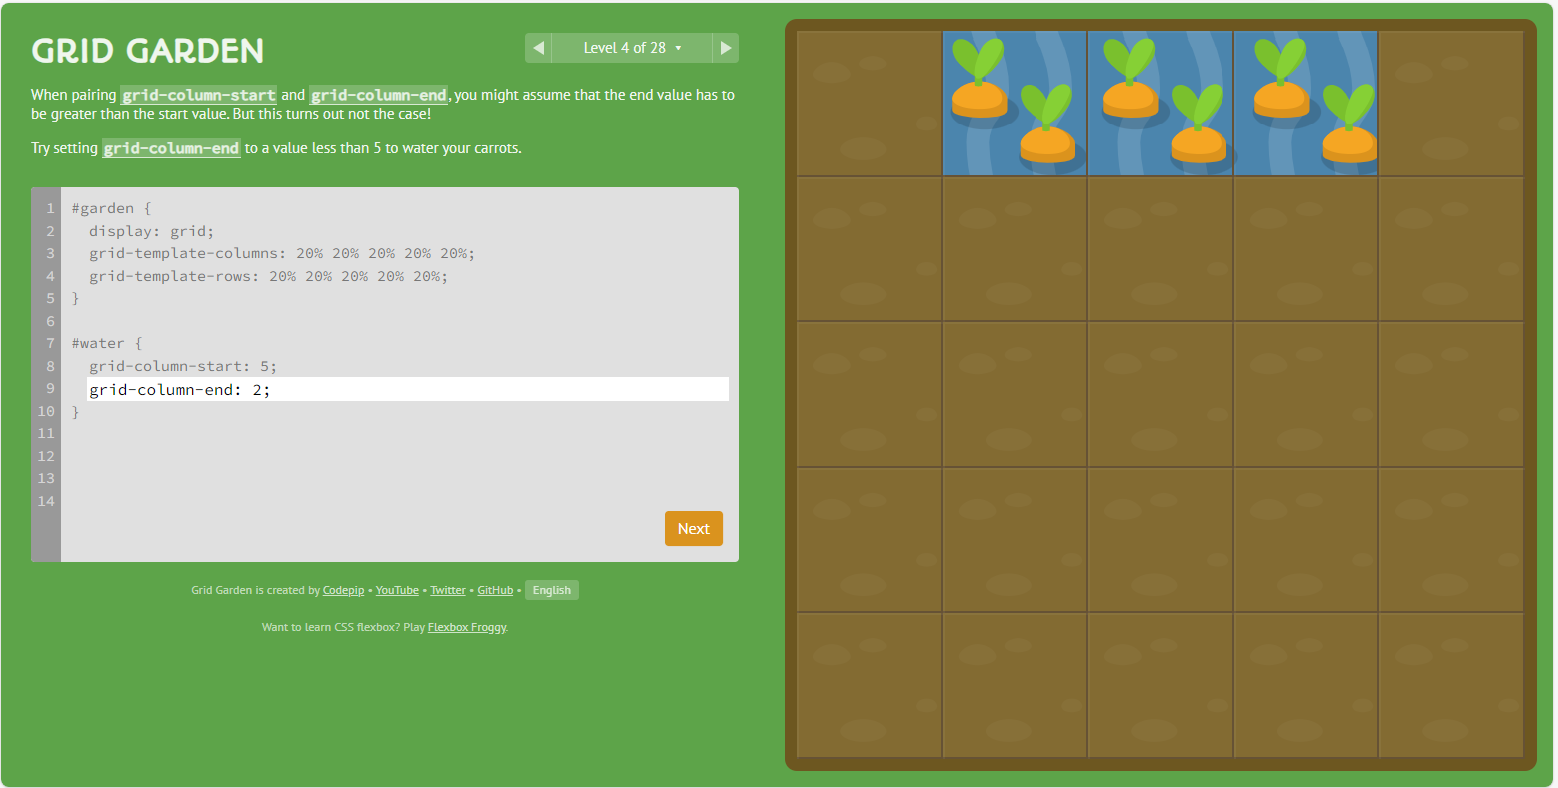 GRID GARDEN
Level 4 of 28
When pairing grid-column-start and grid-column-end, you might assume that the end value has to
be greater than the start value. But this turns out not the case!
Try setting grid-column-end to a value less than 5 to water your carrots.
1 #garden {
2   display: grid;
3   grid-template-columns: 20% 20% 20% 20% 20%;
4   grid-template-rows: 20% 20% 20% 20% 20%;
5 }
6
7 #water {
8   grid-column-start: 5;
9   grid-column-end: 2;
10 }
11
12
13
14
Next
Grid Garden is created by Codepip • YouTube • Twitter • GitHub • English
Want to learn CSS flexbox? Play Flexbox Froggy.